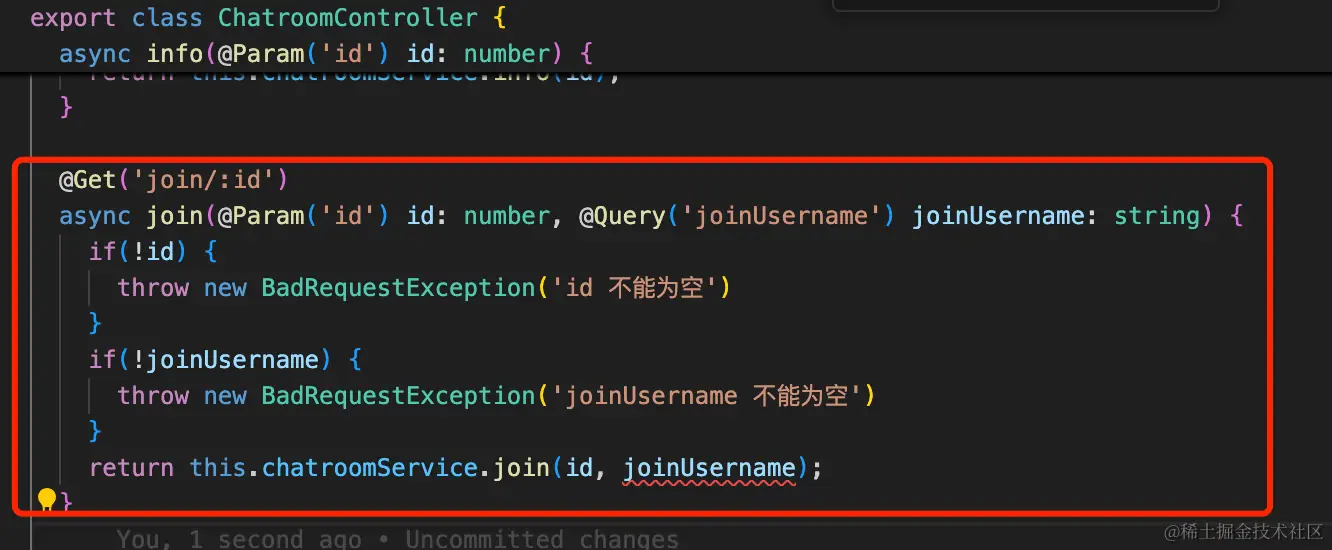 export class ChatroomController {
  async info(@Param('id') id: number) {
    return this.chatroomService.info(id);
  }
  @Get('join/:id')
  async join(@Param('id') id: number, @Query('joinUsername') joinUsername: string) {
    if(!id) {
      throw new BadRequestException('id 不能为空')
    }
    if(!joinUsername) {
      throw new BadRequestException('joinUsername 不能为空')
    }
    return this.chatroomService.join(id, joinUsername);
  }
You, 1 second ago • Uncommitted changes
@稀土掘金技术社区